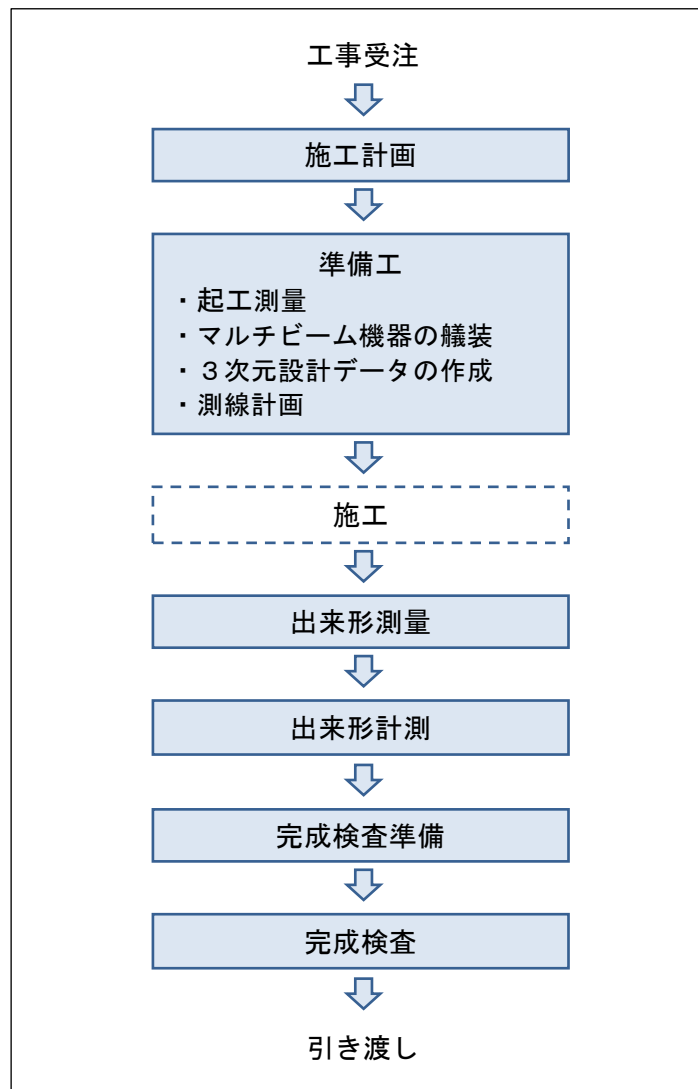 工事受注
施工計画
準備工
・起工測量
・マルチビーム機器の艤装
・３次元設計データの作成
・測線計画
施工
出来形測量
出来形計測
完成検査準備
完成検査
引き渡し